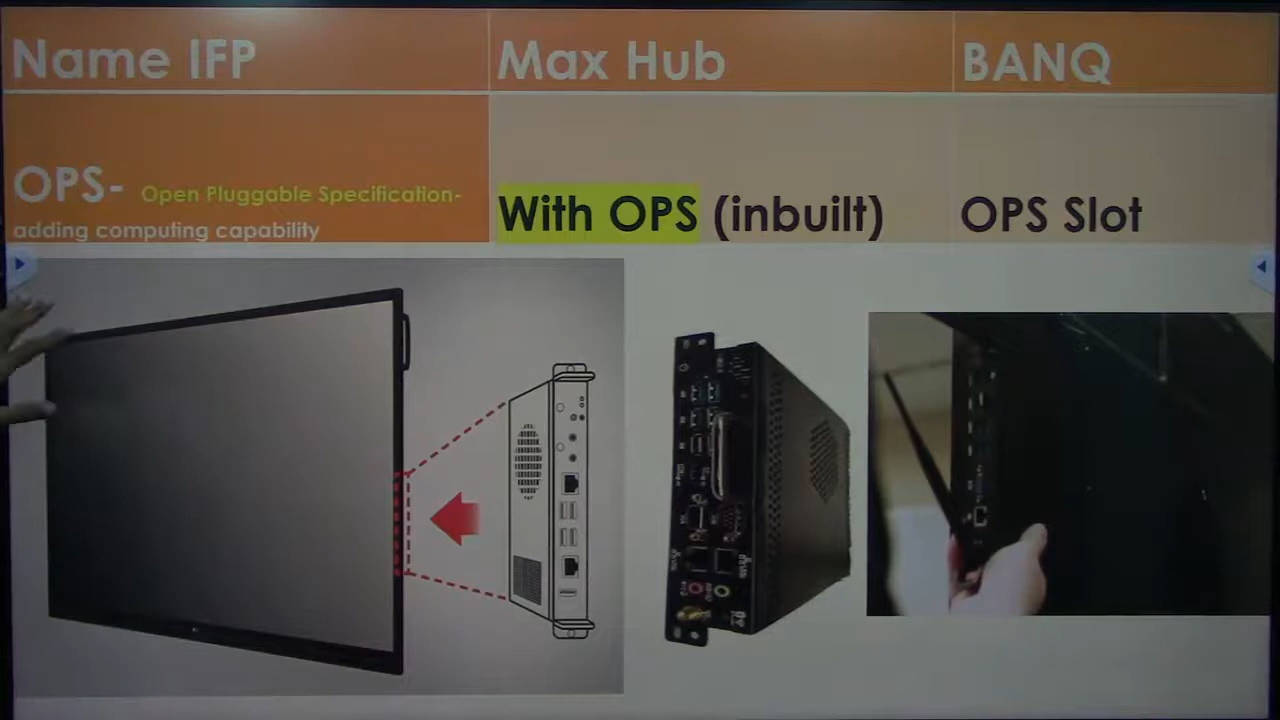 Name IFP
Max Hub
BANQ
OPS- Open Pluggable Specification-
adding computing capability
With OPS (inbuilt)
OPS Slot